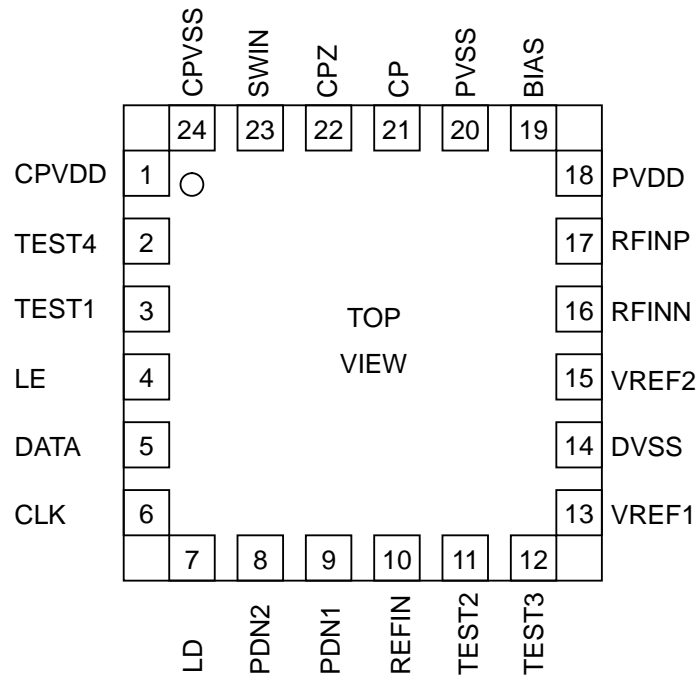 CPVSS
SWIN
CPZ
CP
PVSS
BIAS
24 23 22 21 20 19
CPVDD 1 18 PVDD
TEST4 2 17 RFINP
TEST1 3 16 RFINN
TOP
VIEW
LE 4 15 VREF2
DATA 5 14 DVSS
CLK 6 13 VREF1
7 8 9 10 11 12
LD
PDN2
PDN1
REFIN
TEST2
TEST3